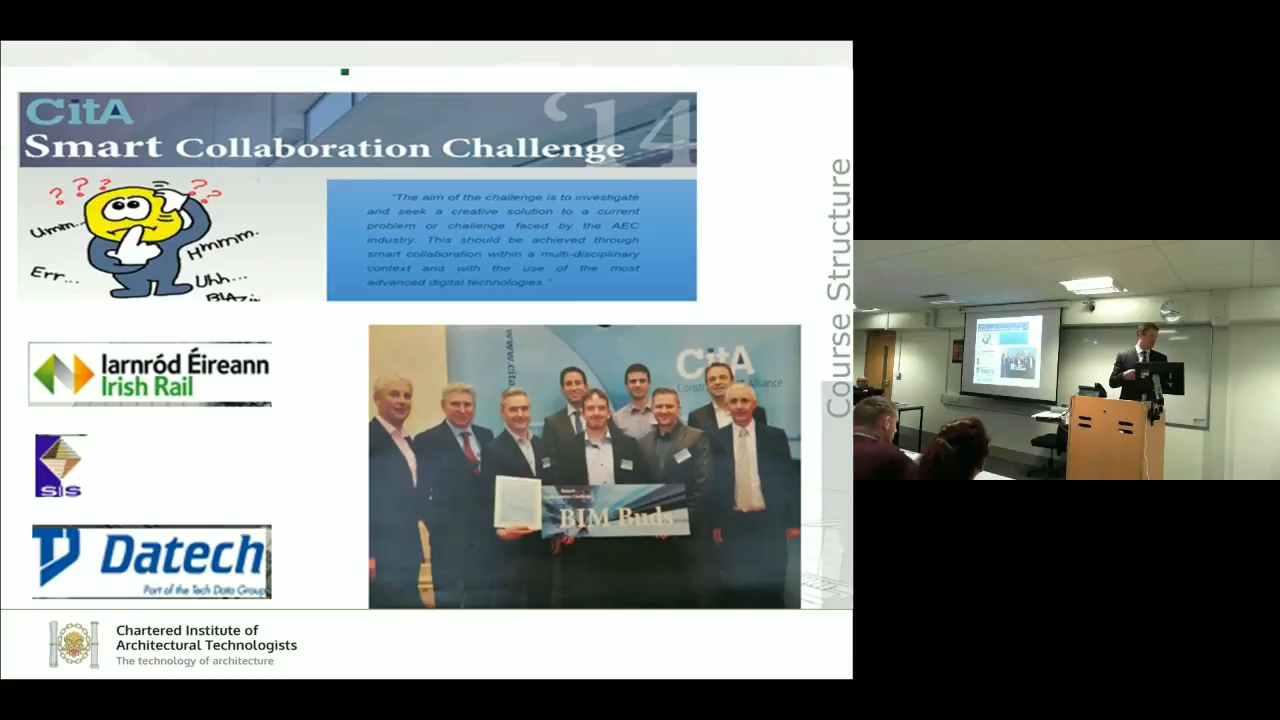 CitA
'14
Smart Collaboration Challenge
? ? ? ? ?
Umm...
Hmmm.
Err...
Uhh...
"The aim of the challenge is to investigate
and seek a creative solution to a current
problem or challenge faced by the AEC
industry. This should be achieved through
smart collaboration within a multi-disciplinary
context and with the use of the most
advanced digital technologies."
Course Structure
Iarnród Éireann
Irish Rail
SIS
Datech
Part of the Tech Data Group
www.cita
CitA
Alliance
BIM Buds
Chartered Institute of
Architectural Technologists
The technology of architecture